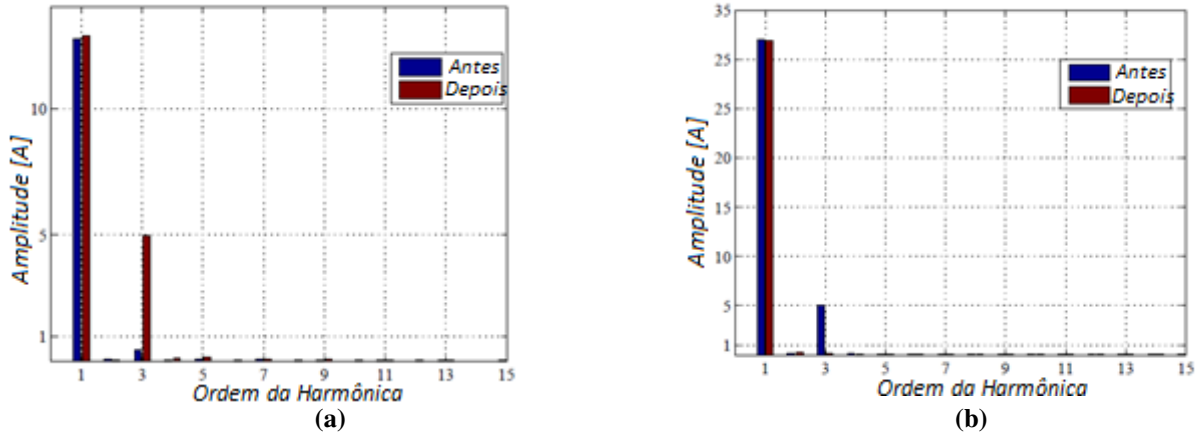 Amplitude [A]
10
5
1
Antes
Depois
1 3 5 7 9 11 13 15
Ordem da Harmônica
(a)
Amplitude [A]
35
25
30
25
20
15
10
5
1
Antes
Depois
1 3 5 7 9 11 13 15
Ordem da Harmônica
(b)